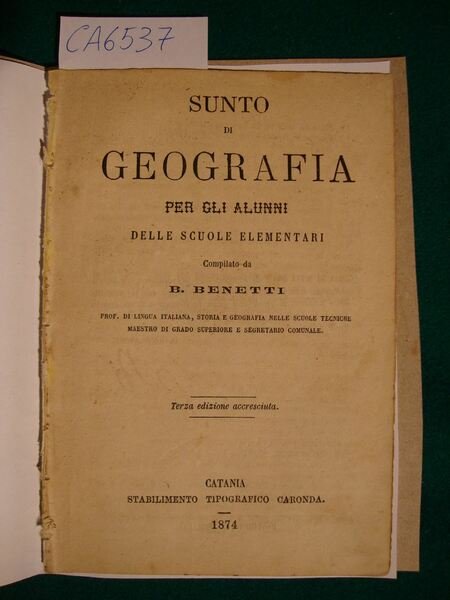 CA6537
SUNTO
DI
GEOGRAFIA
PER GLI ALUNNI
DELLE SCUOLE ELEMENTARI
Compilato da
B. BENETTI
PROF. DI LINGUA ITALIANA, STORIA E GEOGRAFIA NELLE SCUOLE TECNICHE
MAESTRO DI GRADO SUPERIORE E SEGRETARIO COMUNALE.
Terza edizione accresciuta.
CATANIA
STABILIMENTO TIPOGRAFICO CARONDA.
1874